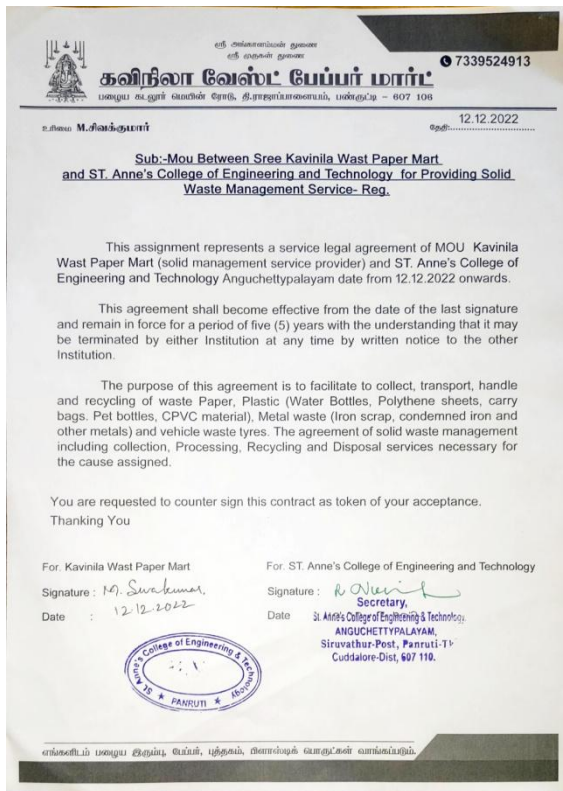 ஸ்ரீ அங்காளம்மன் துணை
ஸ்ரீ முருகன் துணை
7339524913
கவிநிலா வேஸ்ட் பேப்பர் மார்ட்
பழைய கடலூர் மெயின் ரோடு, தி.ராஜாப்பாளையம், பண்ருட்டி – 607 106
உரிமை M.சிவக்குமார்
தேதி:12.12.2022
Sub:-Mou Between Sree Kavinila Wast Paper Mart
and ST. Anne's College of Engineering and Technology for Providing Solid
Waste Management Service- Reg.
This assignment represents a service legal agreement of MOU Kavinila
Wast Paper Mart (solid management service provider) and ST. Anne's College of
Engineering and Technology Anguchettypalayam date from 12.12.2022 onwards.
This agreement shall become effective from the date of the last signature
and remain in force for a period of five (5) years with the understanding that it may
be terminated by either Institution at any time by written notice to the other
Institution.
The purpose of this agreement is to facilitate to collect, transport, handle
and recycling of waste Paper, Plastic (Water Bottles, Polythene sheets, carry
bags. Pet bottles, CPVC material), Metal waste (Iron scrap, condemned iron and
other metals) and vehicle waste tyres. The agreement of solid waste management
including collection, Processing, Recycling and Disposal services necessary for
the cause assigned.
You are requested to counter sign this contract as token of your acceptance.
Thanking You
For. Kavinila Wast Paper Mart
Signature : M. Sivakumar.
Date : 12.12.2022
For. ST. Anne's College of Engineering and Technology
Signature :
Secretary,
Date St. Anne's College of Engineering & Technology
ANGUCHETTYPALAYAM,
Siruvathur-Post, Panruti-Tk
Cuddalore-Dist, 607 110.
St. Anne's College of Engineering & Technology
★ PANRUTI ★
எங்களிடம் பழைய இரும்பு, பேப்பர், புத்தகம், பிளாஸ்டிக் பொருட்கள் வாங்கப்படும்.